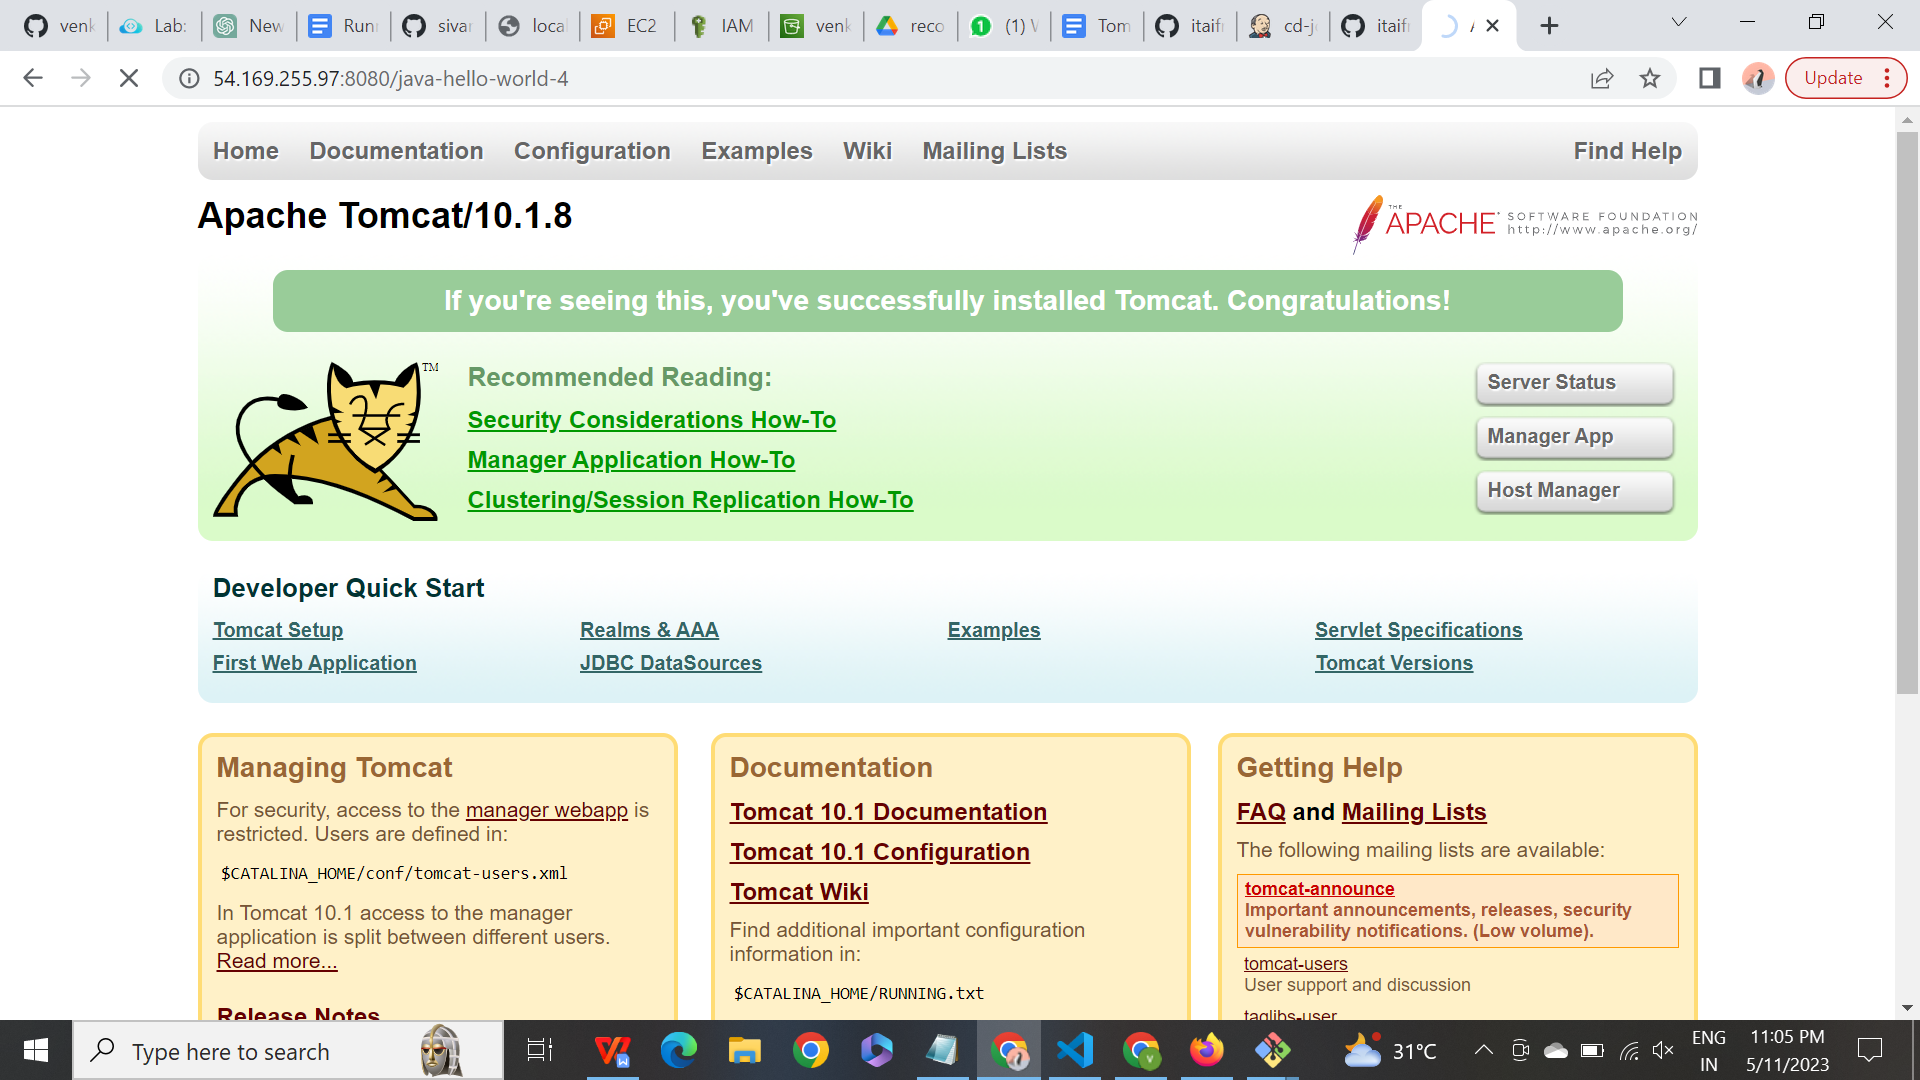 venk
Lab:
New
Runn
sivar
local
EC2
IAM
venk
reco
(1) W
Tom
itaifr
cd-je
itaifr
54.169.255.97:8080/java-hello-world-4
Update
Home Documentation Configuration Examples Wiki Mailing Lists Find Help
Apache Tomcat/10.1.8
THE APACHE® SOFTWARE FOUNDATION
http://www.apache.org/
If you're seeing this, you've successfully installed Tomcat. Congratulations!
TM
Recommended Reading:
Security Considerations How-To
Manager Application How-To
Clustering/Session Replication How-To
Server Status
Manager App
Host Manager
Developer Quick Start
Tomcat Setup
First Web Application
Realms & AAA
JDBC DataSources
Examples
Servlet Specifications
Tomcat Versions
Managing Tomcat
For security, access to the manager webapp is
restricted. Users are defined in:
$CATALINA_HOME/conf/tomcat-users.xml
In Tomcat 10.1 access to the manager
application is split between different users.
Read more...
Release Notes
Documentation
Tomcat 10.1 Documentation
Tomcat 10.1 Configuration
Tomcat Wiki
Find additional important configuration
information in:
$CATALINA_HOME/RUNNING.txt
Getting Help
FAQ and Mailing Lists
The following mailing lists are available:
tomcat-announce
Important announcements, releases, security
vulnerability notifications. (Low volume).
tomcat-users
User support and discussion
taglibs-user
Type here to search
31°C
ENG
IN
11:05 PM
5/11/2023